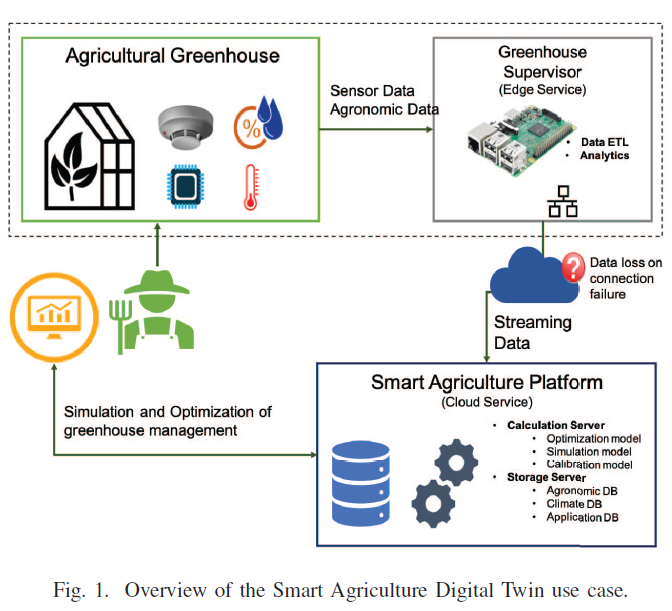 Agricultural Greenhouse
Greenhouse
Supervisor
(Edge Service)
Sensor Data
Agronomic Data
%
• Data ETL
• Analytics
?
Data loss on
connection
failure
Streaming
Data
Smart Agriculture Platform
(Cloud Service)
Simulation and Optimization of
greenhouse management
• Calculation Server
• Optimization model
• Simulation model
• Calibration model
• Storage Server
• Agronomic DB
• Climate DB
• Application DB
Fig. 1. Overview of the Smart Agriculture Digital Twin use case.